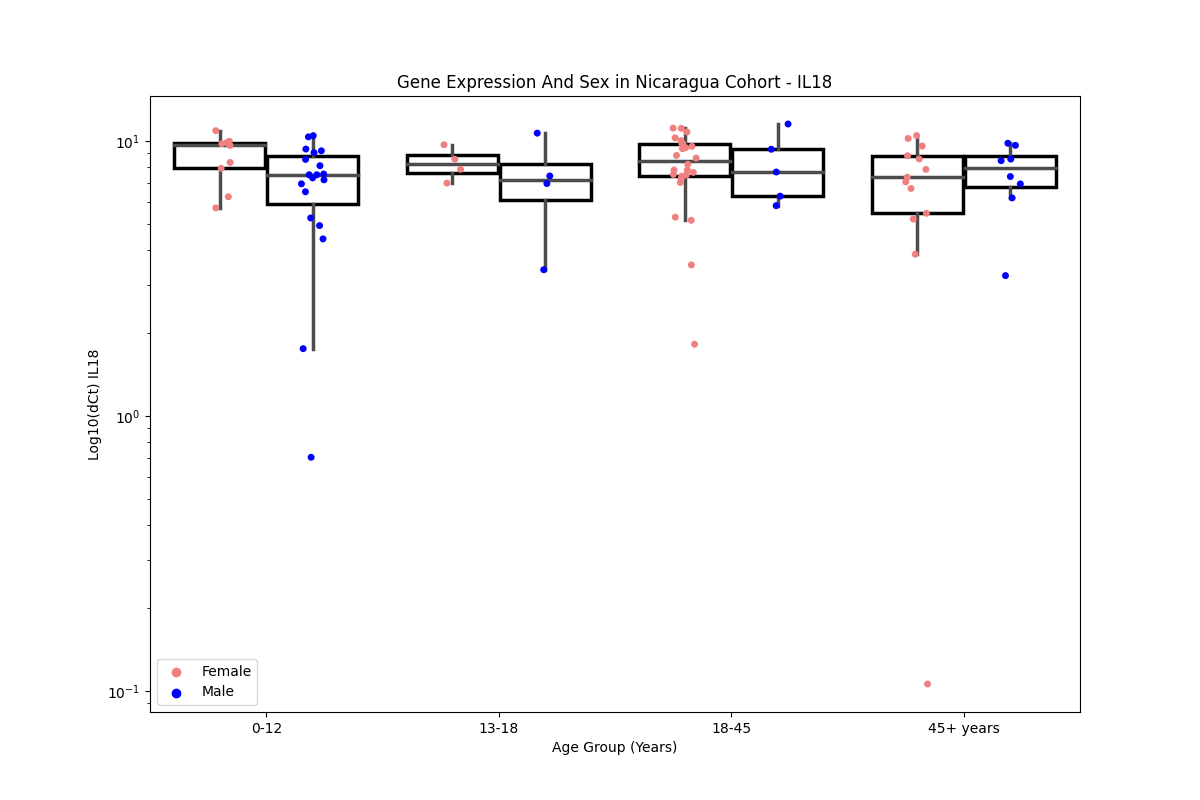 Gene Expression And Sex in Nicaragua Cohort - IL18
Log10(dCt) IL18
10¹
10⁰
10⁻¹
Female
Male
0-12
13-18
18-45
45+ years
Age Group (Years)